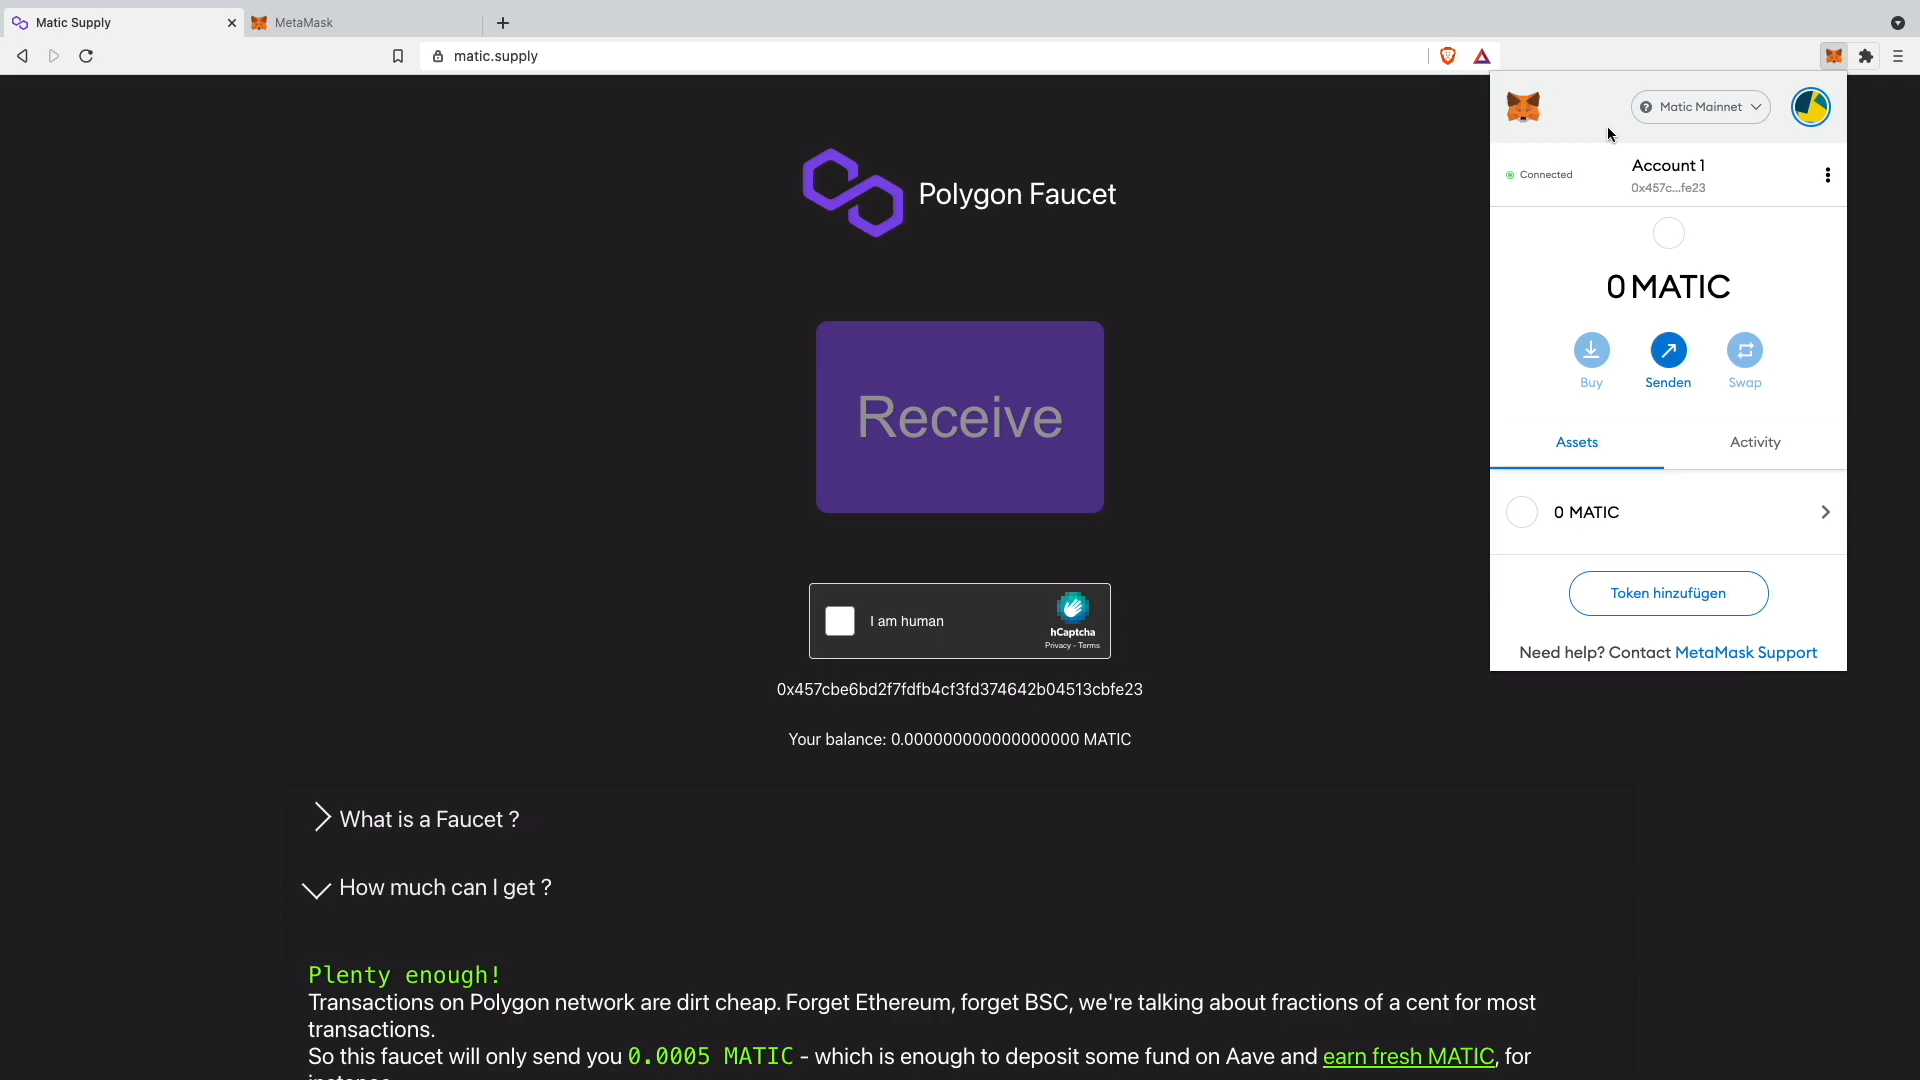 Matic Supply
MetaMask
matic.supply
Matic Mainnet
Connected
Account 1
0x457c...fe23
0 MATIC
Buy
Senden
Swap
Assets
Activity
0 MATIC
Token hinzufügen
Need help? Contact MetaMask Support
Polygon Faucet
Receive
I am human
hCaptcha
Privacy - Terms
0x457cbe6bd2f7fdfb4cf3fd374642b04513cbfe23
Your balance: 0.000000000000000000 MATIC
What is a Faucet ?
How much can I get ?
Plenty enough!
Transactions on Polygon network are dirt cheap. Forget Ethereum, forget BSC, we're talking about fractions of a cent for most
transactions.
So this faucet will only send you 0.0005 MATIC - which is enough to deposit some fund on Aave and earn fresh MATIC, for